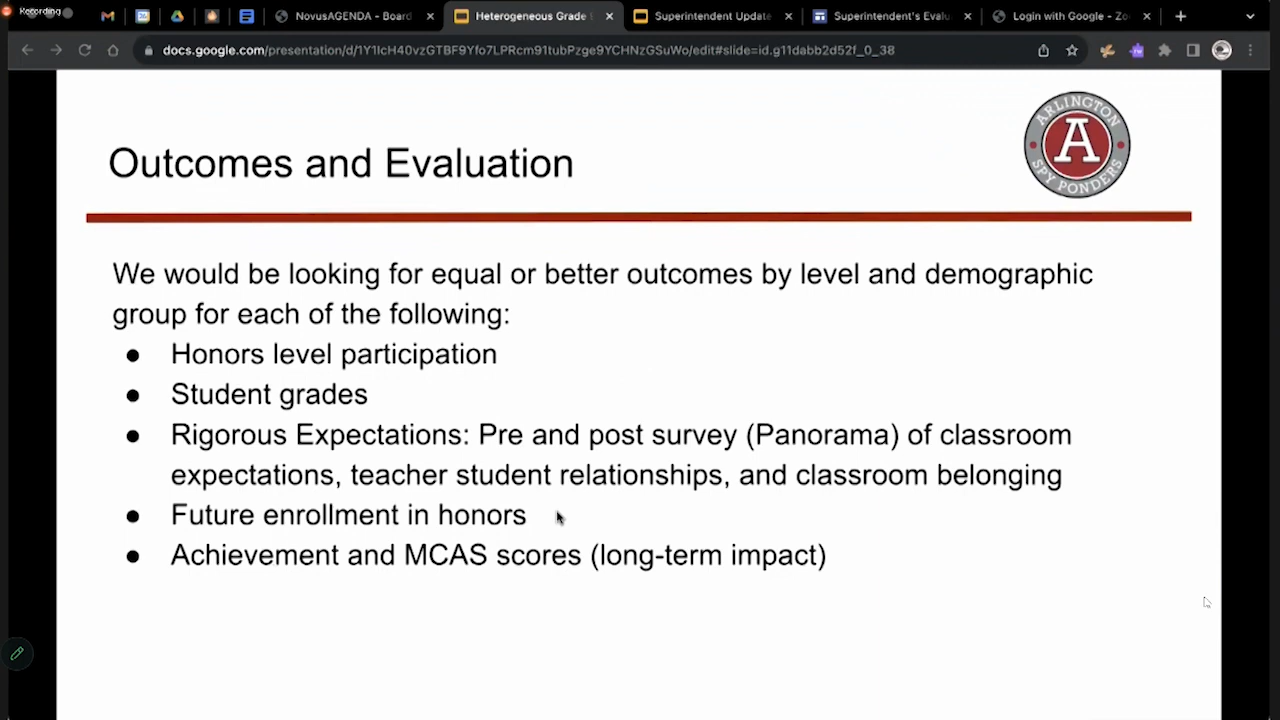 Recording
NovusAGENDA - Board
Heterogeneous Grade
Superintendent Update
Superintendent's Evalu
Login with Google - Zo
docs.google.com/presentation/d/1Y1IcH40vzGTBF9Yfo7LPRcm91tubPzge9YCHNzGSuWo/edit#slide=id.g11dabb2d52f_0_38
ARLINGTON
A
SPY PONDERS
Outcomes and Evaluation
We would be looking for equal or better outcomes by level and demographic
group for each of the following:
● Honors level participation
● Student grades
● Rigorous Expectations: Pre and post survey (Panorama) of classroom
expectations, teacher student relationships, and classroom belonging
● Future enrollment in honors
● Achievement and MCAS scores (long-term impact)